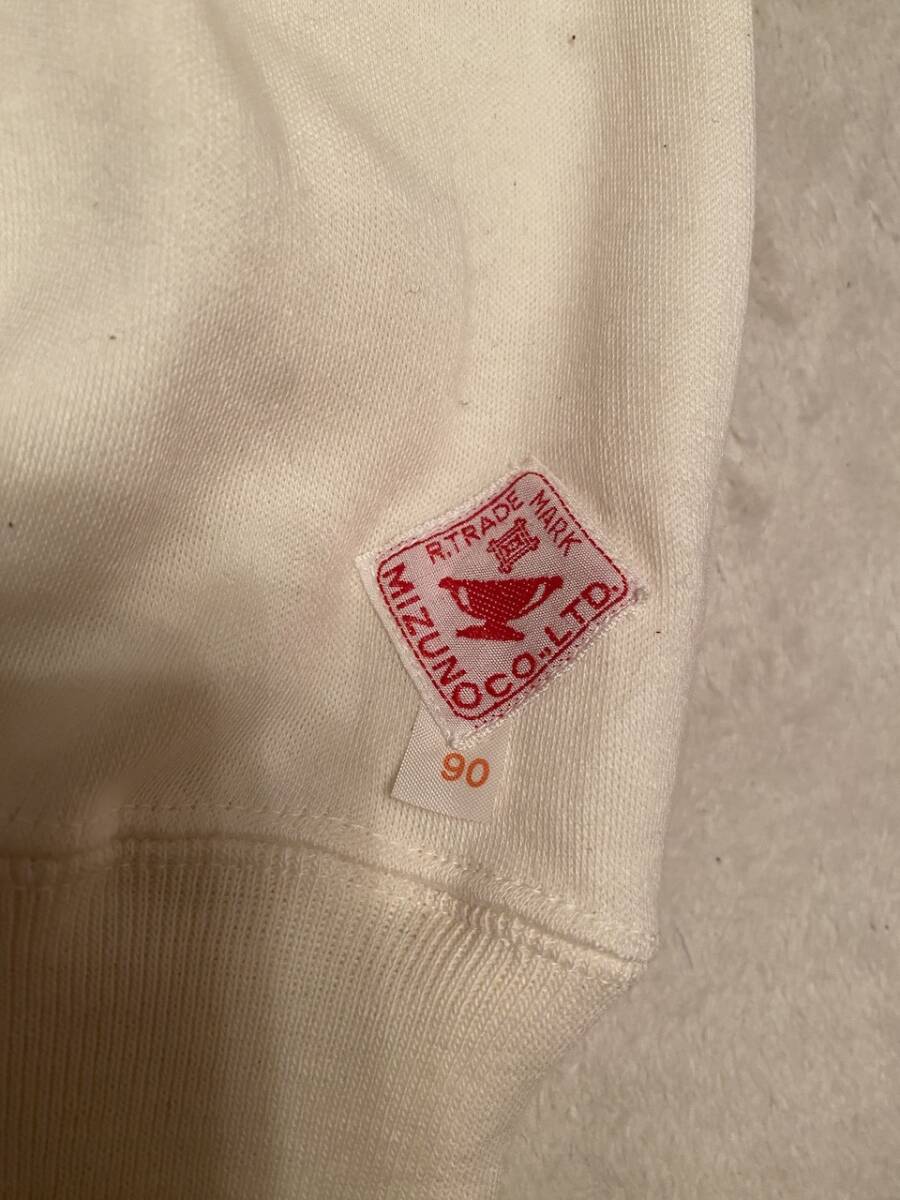 R.TRADE MARK
MIZUNO CO., LTD.
90